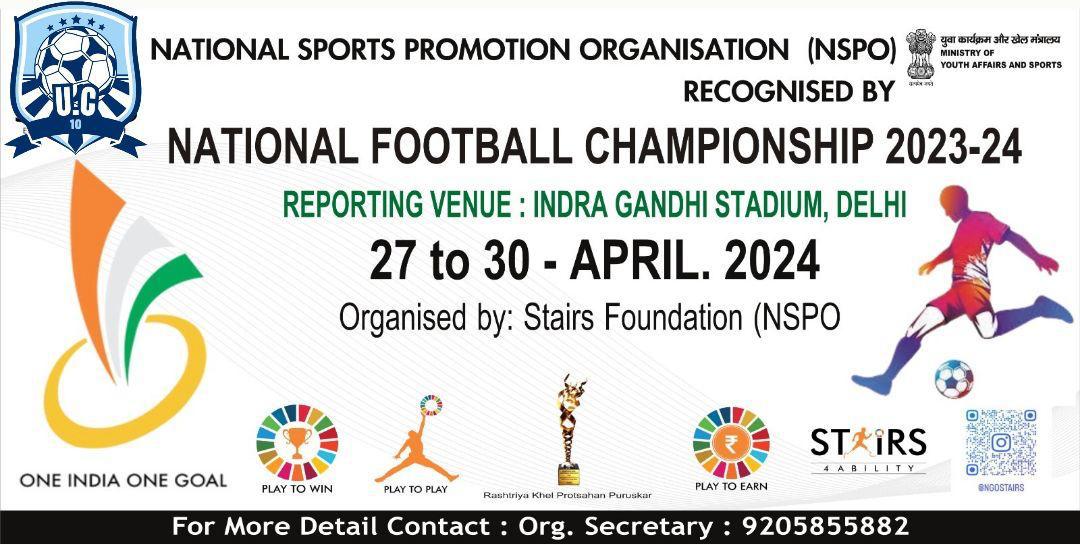 U.C
10
NATIONAL SPORTS PROMOTION ORGANISATION (NSPO)
युवा कार्यक्रम और खेल मंत्रालय
MINISTRY OF
YOUTH AFFAIRS AND SPORTS
सत्यमेव जयते
RECOGNISED BY
NATIONAL FOOTBALL CHAMPIONSHIP 2023-24
REPORTING VENUE : INDRA GANDHI STADIUM, DELHI
27 to 30 - APRIL. 2024
Organised by: Stairs Foundation (NSPO
ONE INDIA ONE GOAL
PLAY TO WIN
PLAY TO PLAY
Rashtriya Khel Protsahan Puruskar
PLAY TO EARN
STAIRS
4 ABILITY
@NGOSTAIRS
For More Detail Contact : Org. Secretary : 9205855882